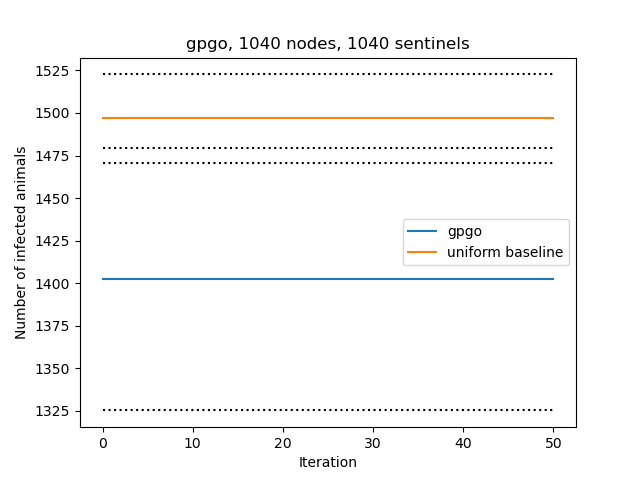 gpgo, 1040 nodes, 1040 sentinels
1525
1500
1475
1450
1425
1400
1375
1350
1325
Number of infected animals
gpgo
uniform baseline
0 10 20 30 40 50
Iteration